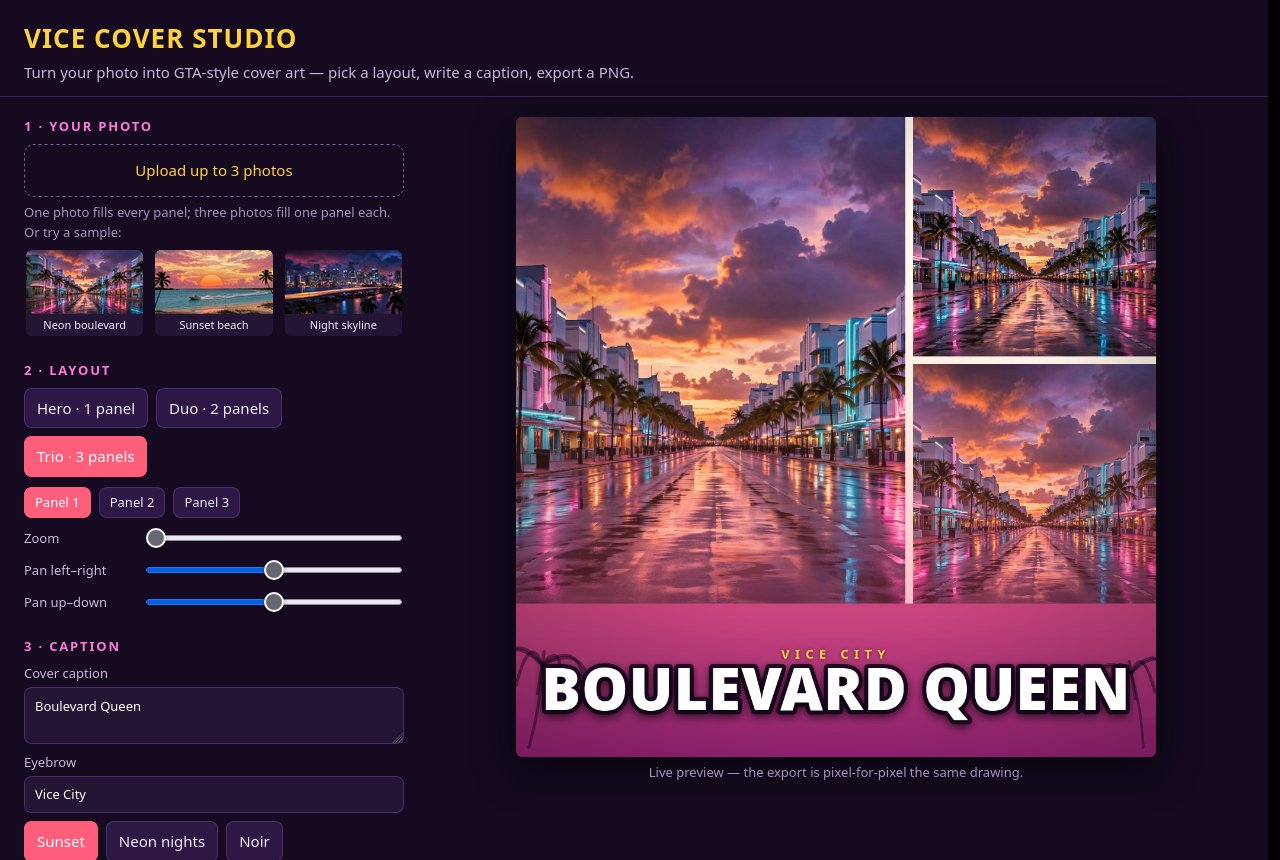 VICE COVER STUDIO
Turn your photo into GTA-style cover art — pick a layout, write a caption, export a PNG.
1 · YOUR PHOTO
Upload up to 3 photos
One photo fills every panel; three photos fill one panel each.
Or try a sample:
Neon boulevard
Sunset beach
Night skyline
2 · LAYOUT
Hero · 1 panel
Duo · 2 panels
Trio · 3 panels
Panel 1
Panel 2
Panel 3
Zoom
Pan left–right
Pan up–down
3 · CAPTION
Cover caption
Boulevard Queen
Eyebrow
Vice City
Sunset
Neon nights
Noir
VICE CITY
BOULEVARD QUEEN
Live preview — the export is pixel-for-pixel the same drawing.